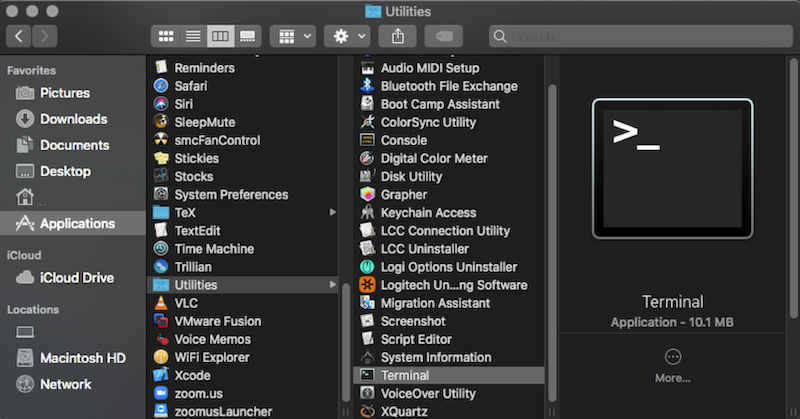 Utilities
Search
Favorites
Pictures
Downloads
Documents
Desktop
Applications
iCloud
iCloud Drive
Locations
Macintosh HD
Network
Reminders
Safari
Siri
SleepMute
smcFanControl
Stickies
Stocks
System Preferences
TeX
TextEdit
Time Machine
Trillian
Utilities
VLC
VMware Fusion
Voice Memos
WiFi Explorer
Xcode
zoom.us
zoomusLauncher
Audio MIDI Setup
Bluetooth File Exchange
Boot Camp Assistant
ColorSync Utility
Console
Digital Color Meter
Disk Utility
Grapher
Keychain Access
LCC Connection Utility
LCC Uninstaller
Logi Options Uninstaller
Logitech Un...ng Software
Migration Assistant
Screenshot
Script Editor
System Information
Terminal
VoiceOver Utility
XQuartz
>_
Terminal
Application - 10.1 MB
More...